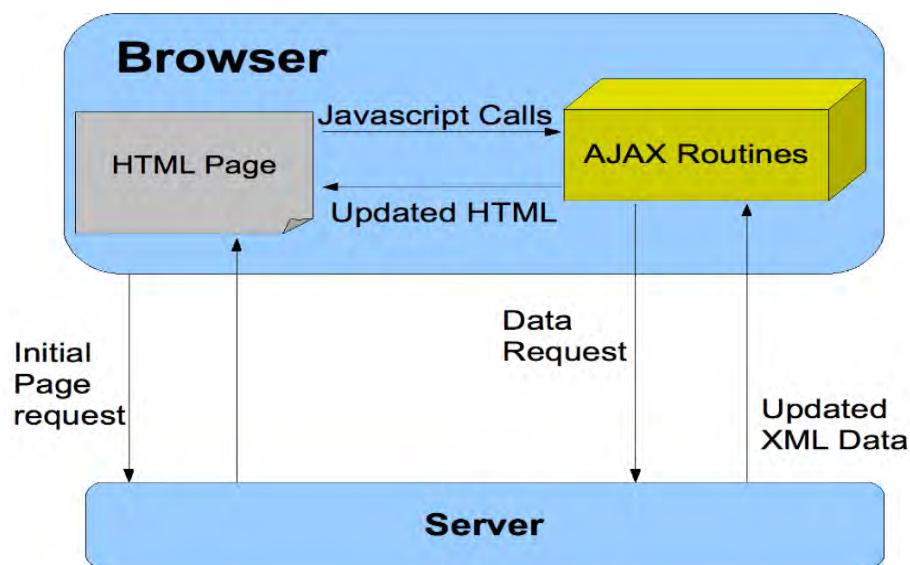 Browser
Javascript Calls
HTML Page
AJAX Routines
Updated HTML
Initial
Page
request
Data
Request
Updated
XML Data
Server